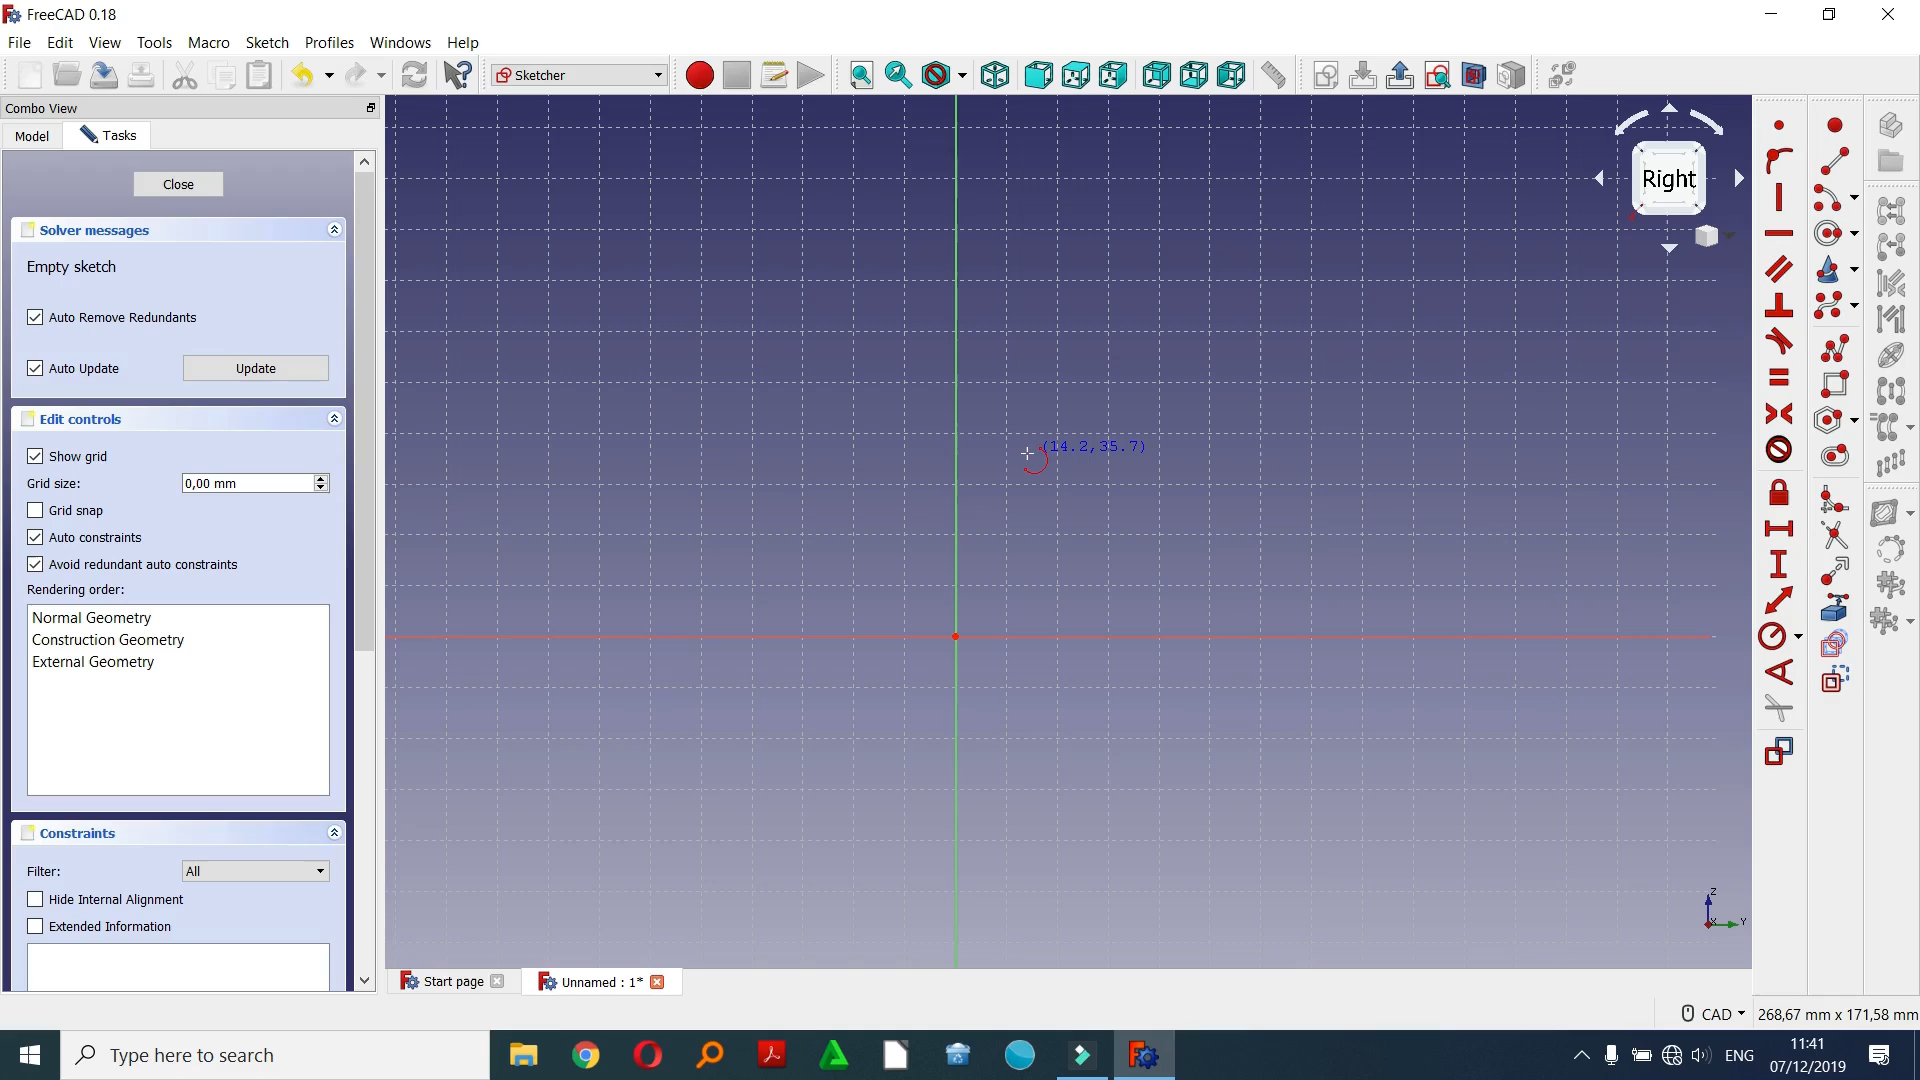 FreeCAD 0.18
File Edit View Tools Macro Sketch Profiles Windows Help
Sketcher
Combo View
Model Tasks
Close
Solver messages
Empty sketch
Auto Remove Redundants
Auto Update Update
Edit controls
Show grid
Grid size: 0,00 mm
Grid snap
Auto constraints
Avoid redundant auto constraints
Rendering order:
Normal Geometry
Construction Geometry
External Geometry
Constraints
Filter: All
Hide Internal Alignment
Extended Information
(14.2,35.7)
Right
Z
X
Y
Start page Unnamed : 1*
CAD 268,67 mm x 171,58 mm
Type here to search
ENG
11:41
07/12/2019